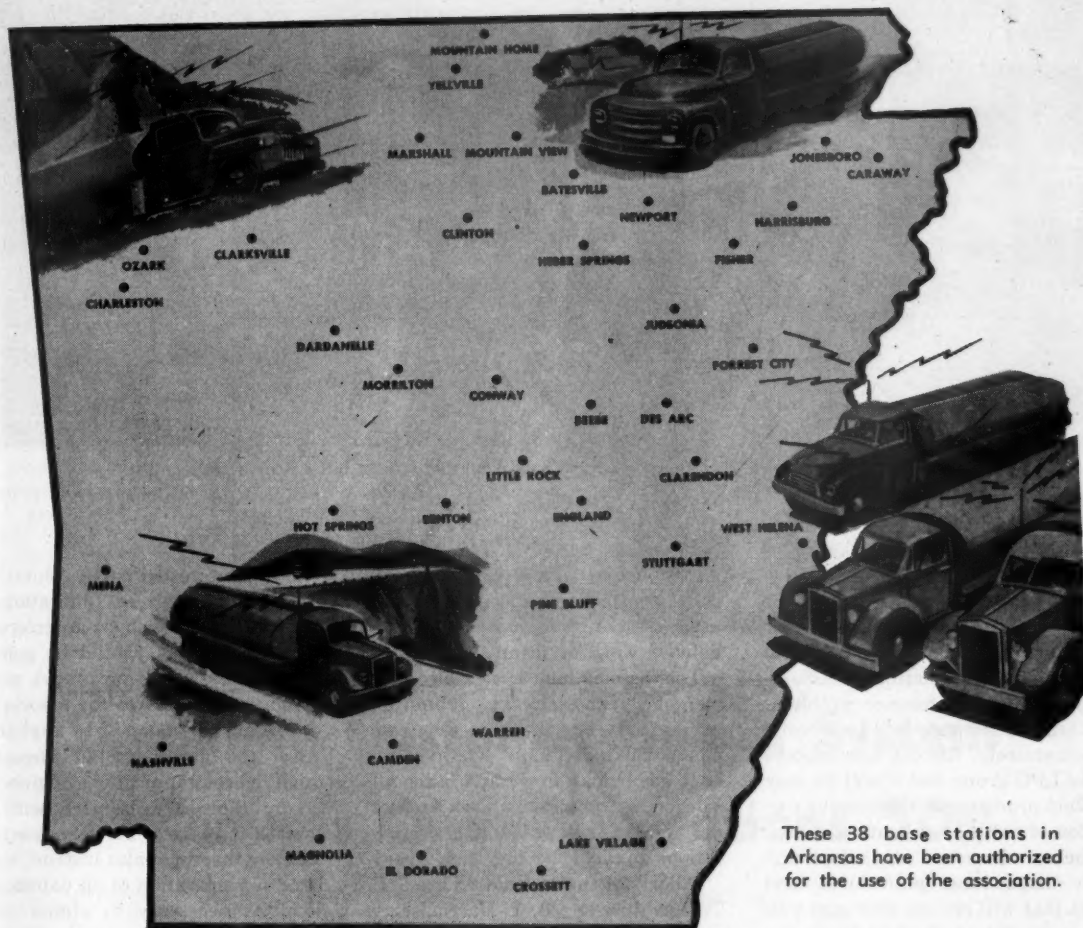 MOUNTAIN HOME
YELLVILLE
MARSHALL
MOUNTAIN VIEW
JONESBORO
CARAWAY
BATESVILLE
NEWPORT
HARRISBURG
CLINTON
OZARK
CLARKSVILLE
HEBER SPRINGS
FISHER
CHARLESTON
JUDSONIA
DARDANELLE
FORREST CITY
MORRILTON
CONWAY
BEEBE
DES ARC
LITTLE ROCK
CLARENDON
HOT SPRINGS
BENTON
ENGLAND
WEST HELENA
STUTTGART
MENA
PINE BLUFF
WARREN
NASHVILLE
CAMDEN
MAGNOLIA
EL DORADO
LAKE VILLAGE
CROSSETT
These 38 base stations in
Arkansas have been authorized
for the use of the association.